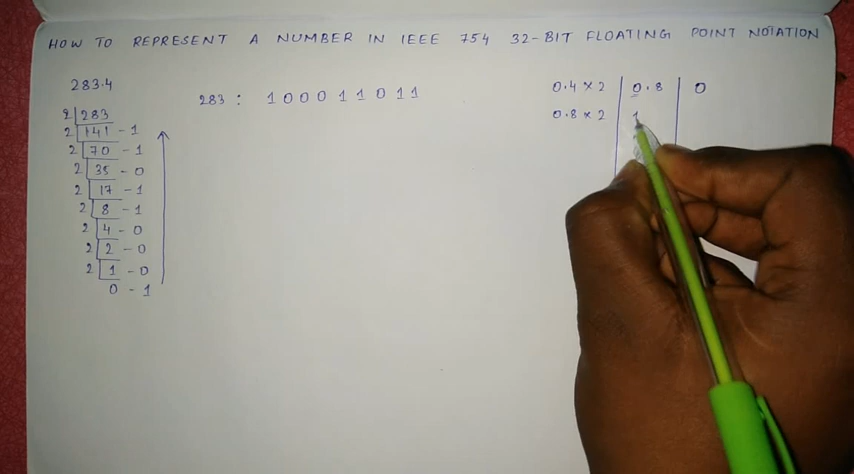 HOW TO REPRESENT A NUMBER IN IEEE 754 32-BIT FLOATING POINT NOTATION
283.4
2 283
2 141 - 1
2 70 - 1
2 35 - 0
2 17 - 1
2 8 - 1
2 4 - 0
2 2 - 0
2 1 - 0
0 - 1
283 : 1 0 0 0 1 1 0 1 1
0.4 × 2 0.8 0
0.8 × 2 1